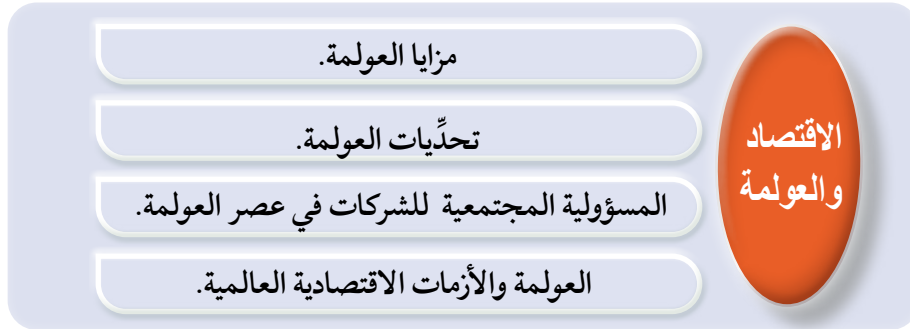 الاقتصاد
والعولمة
مزايا العولمة.
تحدِّيات العولمة.
المسؤولية المجتمعية للشركات في عصر العولمة.
العولمة والأزمات الاقتصادية العالمية.